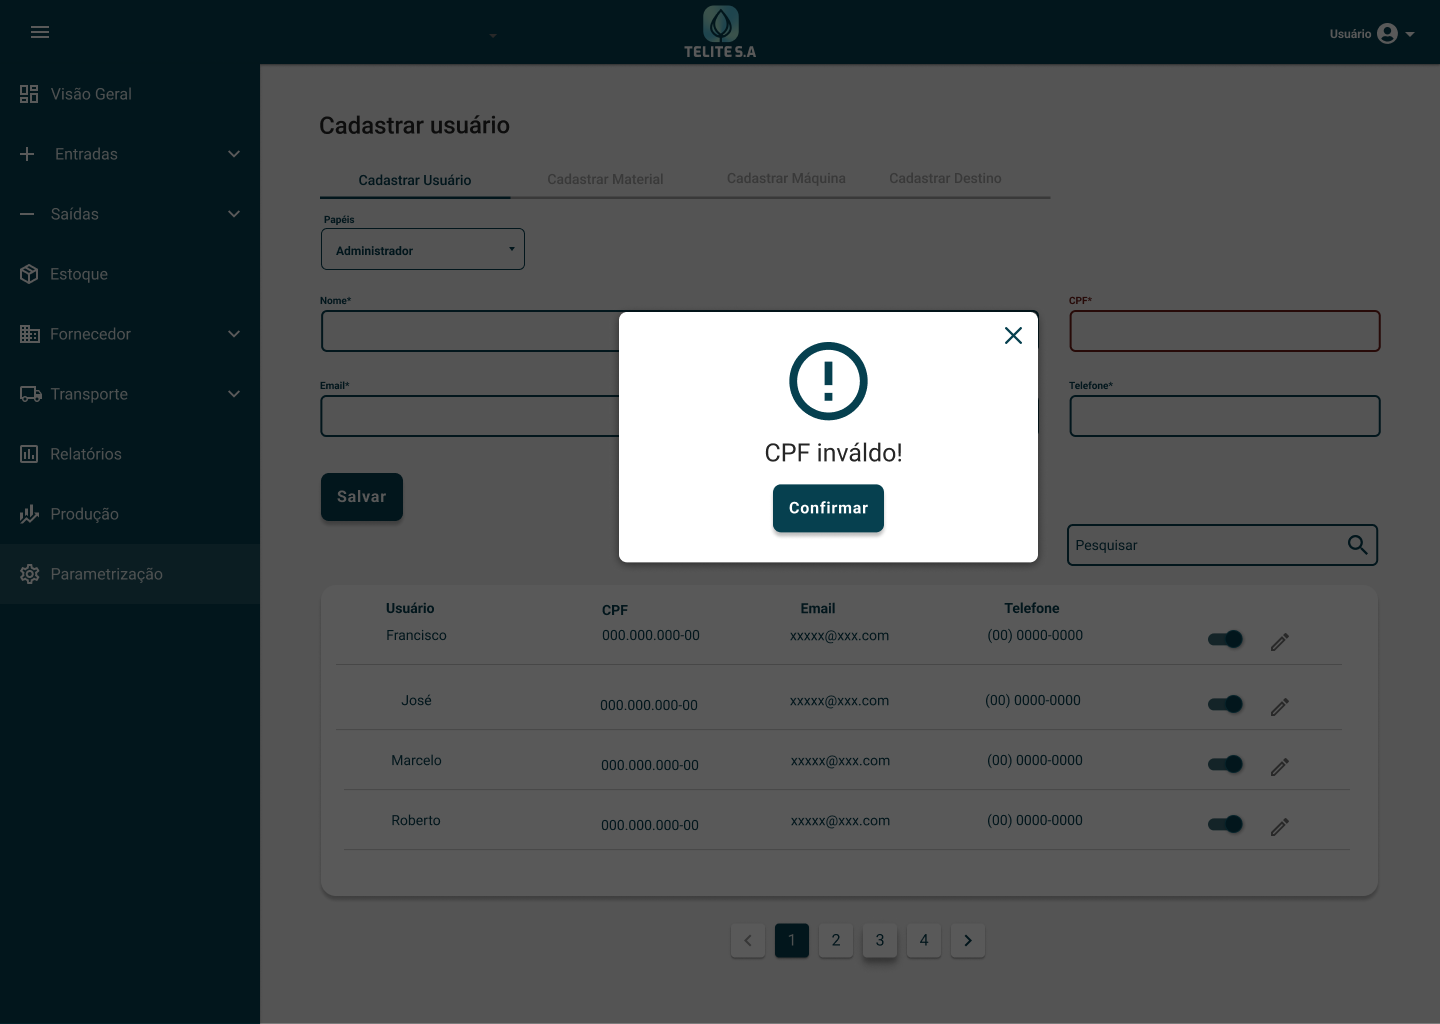 TELITE S.A
Usuário
Visão Geral
Entradas
Saídas
Estoque
Fornecedor
Transporte
Relatórios
Produção
Parametrização
Cadastrar usuário
Cadastrar Usuário
Cadastrar Material
Cadastrar Máquina
Cadastrar Destino
Papéis
Administrador
Nome*
CPF*
Email*
Telefone*
CPF inváldo!
Confirmar
Salvar
Pesquisar
Usuário CPF Email Telefone
Francisco 000.000.000-00 xxxxx@xxx.com (00) 0000-0000
José 000.000.000-00 xxxxx@xxx.com (00) 0000-0000
Marcelo 000.000.000-00 xxxxx@xxx.com (00) 0000-0000
Roberto 000.000.000-00 xxxxx@xxx.com (00) 0000-0000
1 2 3 4